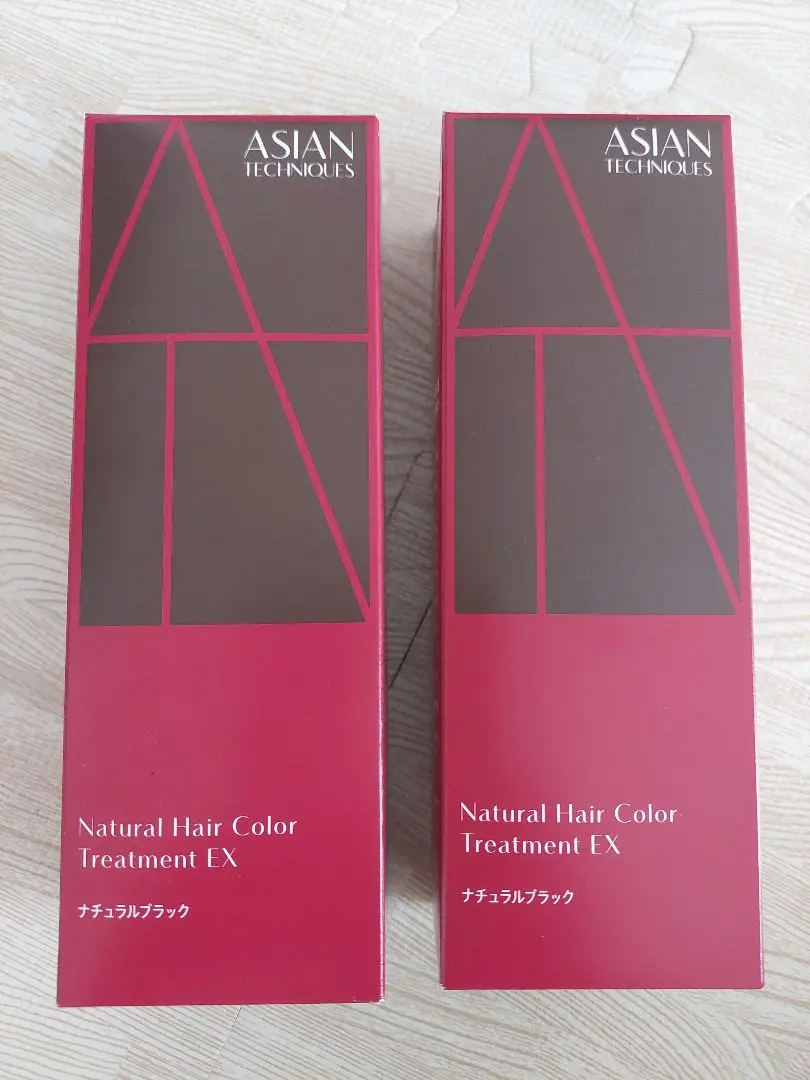 ASIAN
TECHNIQUES
Natural Hair Color
Treatment EX
ナチュラルブラック
ASIAN
TECHNIQUES
Natural Hair Color
Treatment EX
ナチュラルブラック